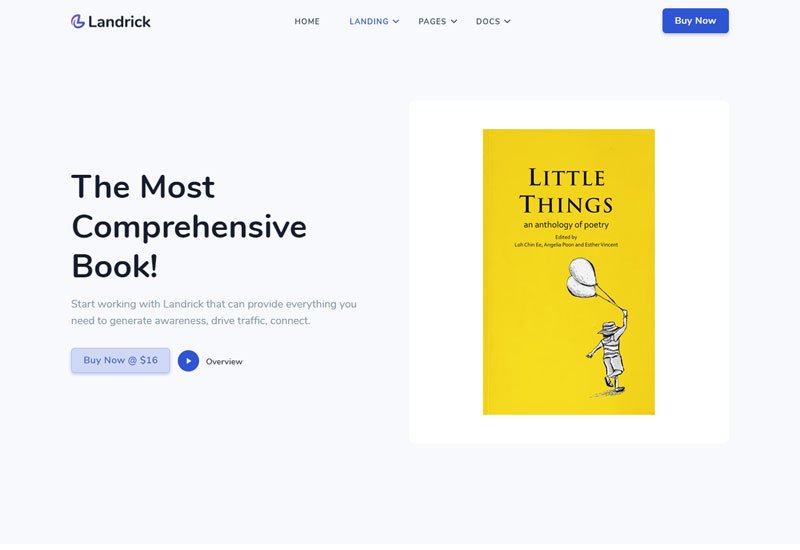 Landrick
HOME
LANDING
PAGES
DOCS
Buy Now
The Most
Comprehensive
Book!
Start working with Landrick that can provide everything you
need to generate awareness, drive traffic, connect.
Buy Now @ $16
Overview
LITTLE
THINGS
an anthology of poetry
Edited by
Loh Chin Ee, Angelia Poon and Esther Vincent